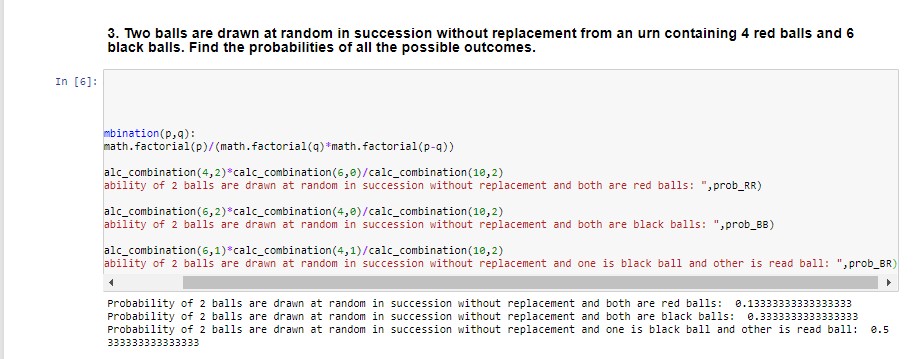 3. Two balls are drawn at random in succession without replacement from an urn containing 4 red balls and 6
black balls. Find the probabilities of all the possible outcomes.
In [6]:
mbination(p,q):
math.factorial(p)/(math.factorial(q)*math.factorial(p-q))
alc_combination(4,2)*calc_combination(6,0)/calc_combination(10,2)
ability of 2 balls are drawn at random in succession without replacement and both are red balls: ",prob_RR)
alc_combination(6,2)*calc_combination(4,0)/calc_combination(10,2)
ability of 2 balls are drawn at random in succession without replacement and both are black balls: ",prob_BB)
alc_combination(6,1)*calc_combination(4,1)/calc_combination(10,2)
ability of 2 balls are drawn at random in succession without replacement and one is black ball and other is read ball: ",prob_BR)
Probability of 2 balls are drawn at random in succession without replacement and both are red balls:  0.13333333333333333
Probability of 2 balls are drawn at random in succession without replacement and both are black balls:  0.3333333333333333
Probability of 2 balls are drawn at random in succession without replacement and one is black ball and other is read ball:  0.5
333333333333333